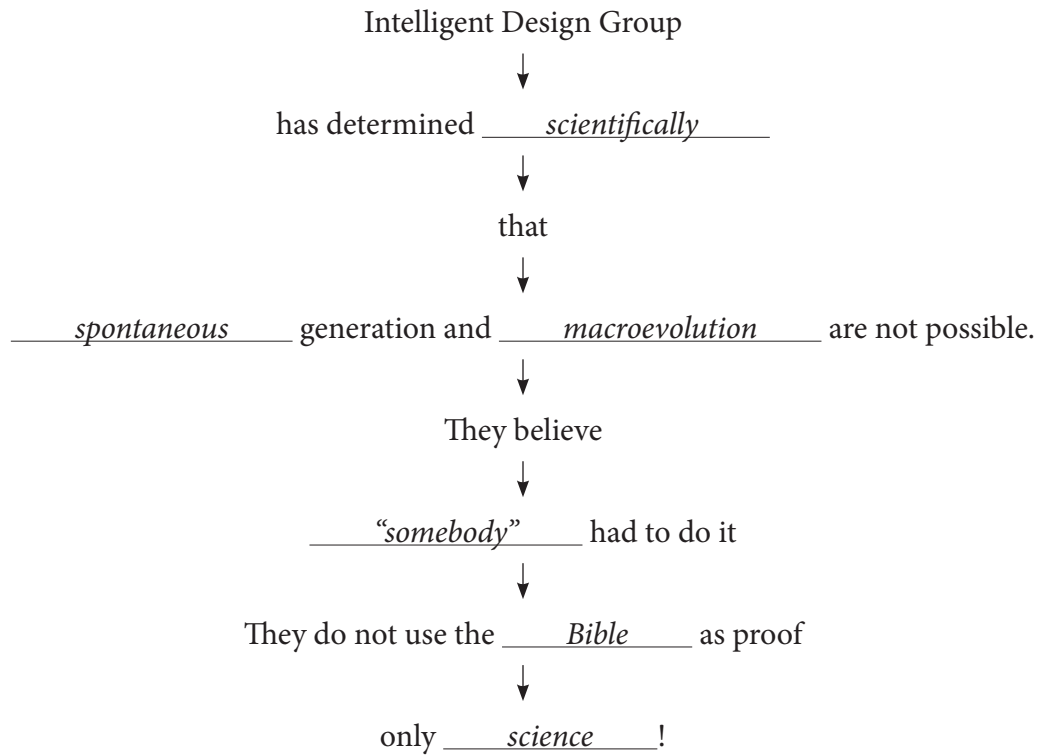 Intelligent Design Group
has determined scientifically
that
spontaneous generation and macroevolution are not possible.
They believe
“somebody” had to do it
They do not use the Bible as proof
only science!